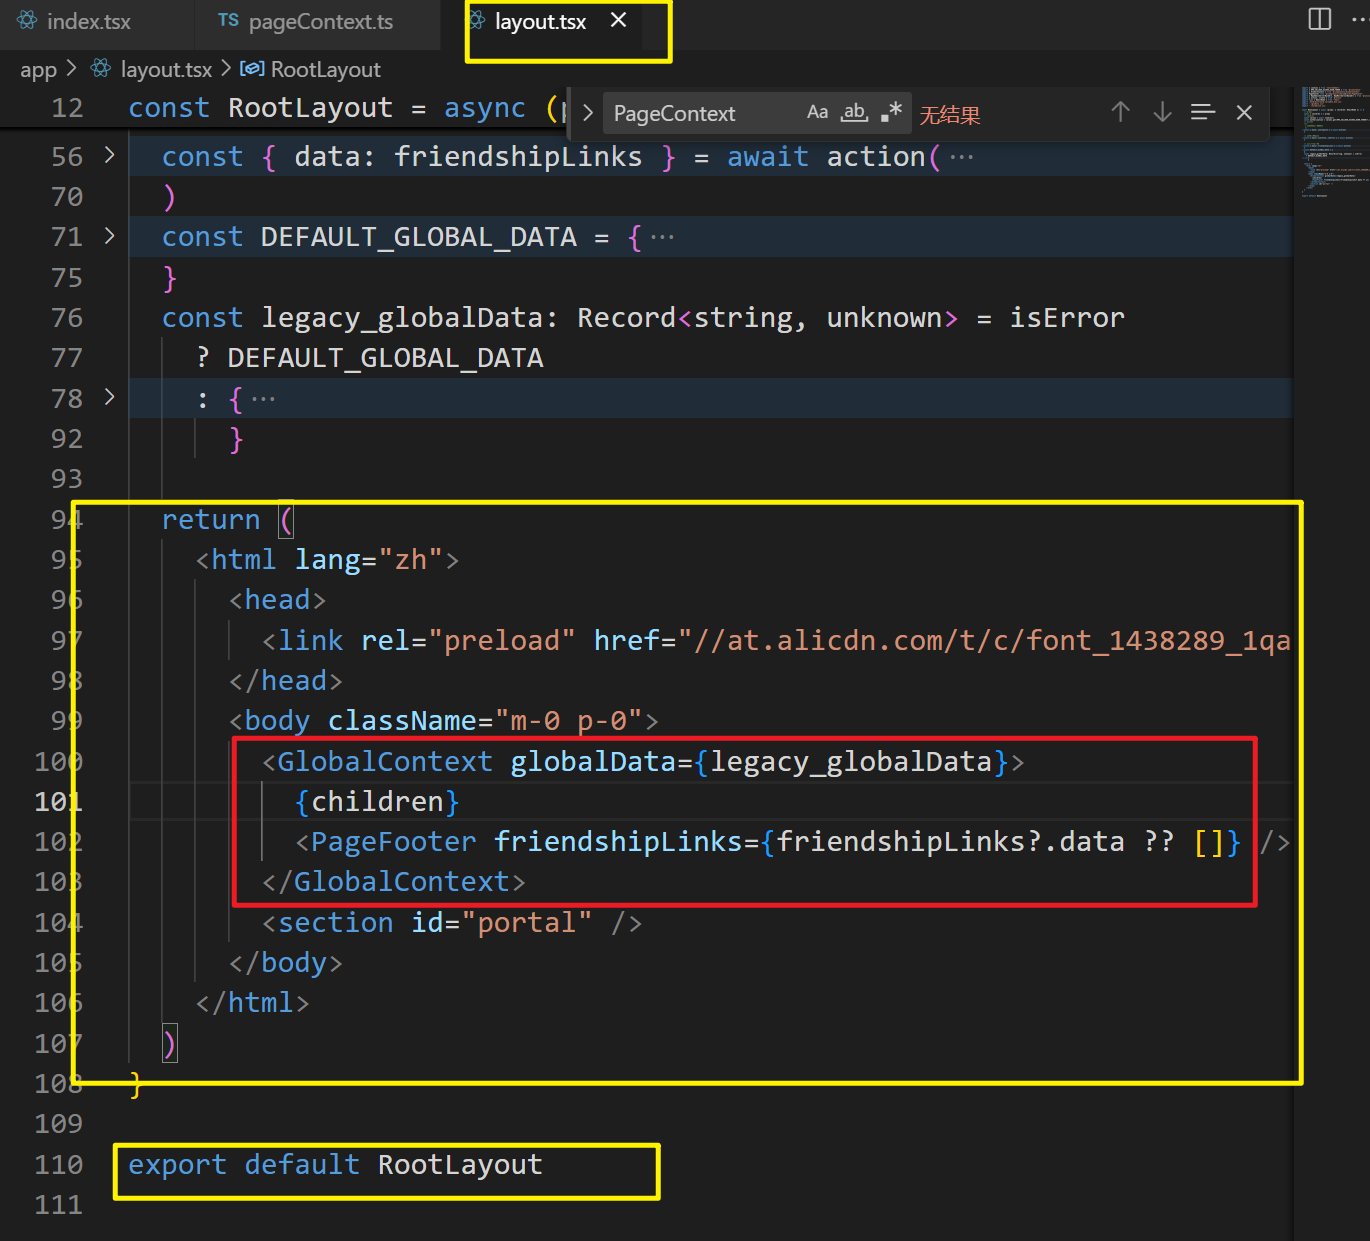 index.tsx TS pageContext.ts layout.tsx
app layout.tsx RootLayout
12 const RootLayout = async (
PageContext Aa ab 无结果
56 const { data: friendshipLinks } = await action( ···
70 )
71 const DEFAULT_GLOBAL_DATA = { ···
75 }
76 const legacy_globalData: Record<string, unknown> = isError
77 ? DEFAULT_GLOBAL_DATA
78 : { ···
92 }
93
94 return (
95 <html lang="zh">
96 <head>
97 <link rel="preload" href="//at.alicdn.com/t/c/font_1438289_1qa
98 </head>
99 <body className="m-0 p-0">
100 <GlobalContext globalData={legacy_globalData}>
101 {children}
102 <PageFooter friendshipLinks={friendshipLinks?.data ?? []} />
103 </GlobalContext>
104 <section id="portal" />
105 </body>
106 </html>
107 )
108 }
109
110 export default RootLayout
111